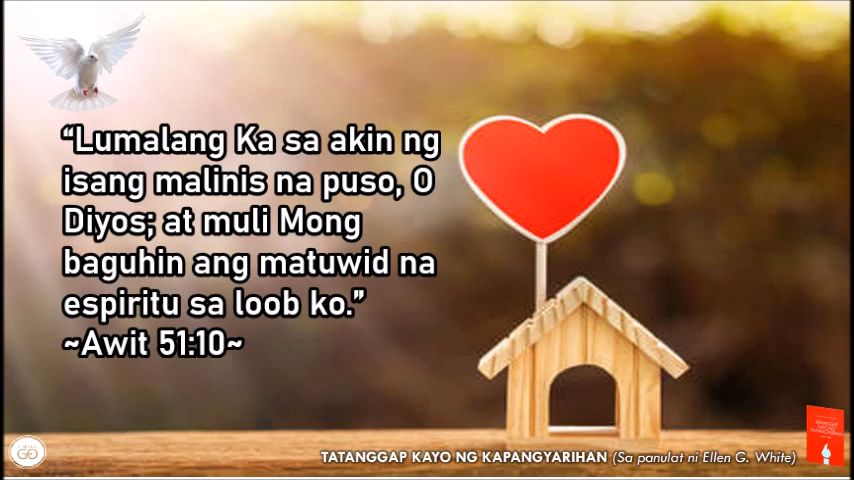 “Lumalang Ka sa akin ng
isang malinis na puso, O
Diyos; at muli Mong
baguhin ang matuwid na
espiritu sa loob ko.”
~Awit 51:10~
TATANGGAP KAYO NG KAPANGYARIHAN (Sa panulat ni Ellen G. White)
GO